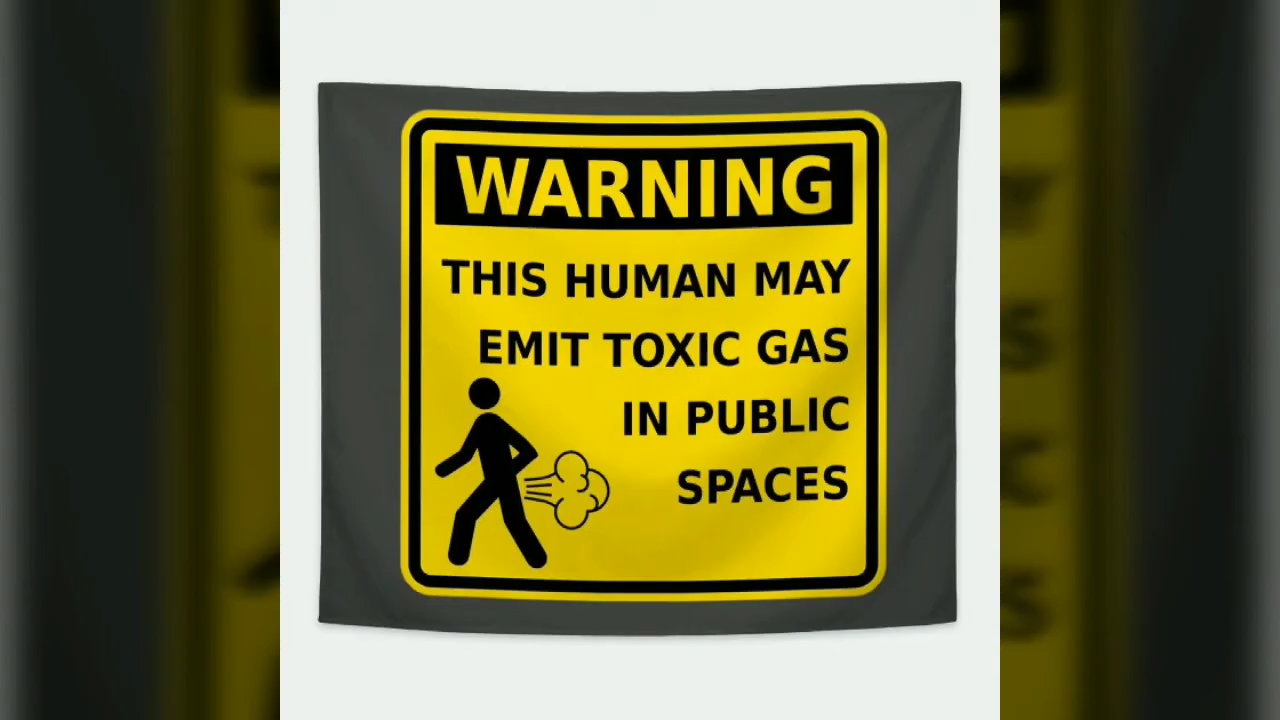 WARNING
THIS HUMAN MAY
EMIT TOXIC GAS
IN PUBLIC
SPACES